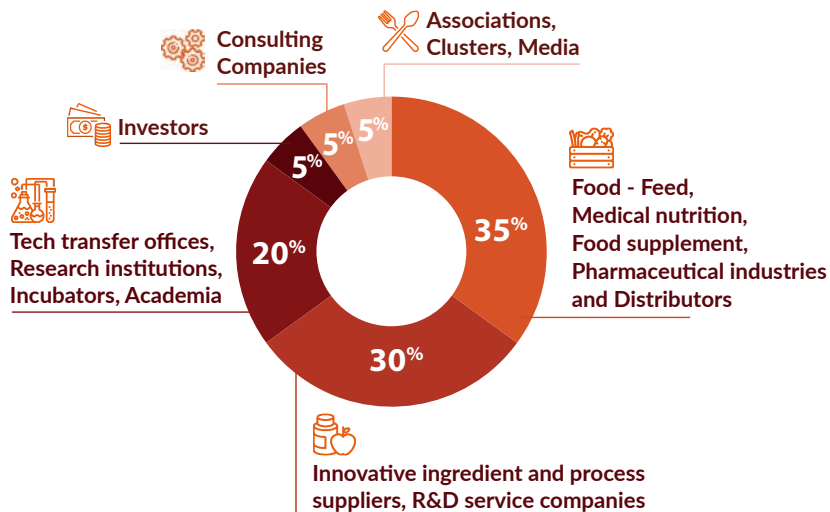 Associations,
Clusters, Media
Consulting
Companies
Investors
5%
5%
5%
Tech transfer offices,
Research institutions,
Incubators, Academia
20%
35%
Food - Feed,
Medical nutrition,
Food supplement,
Pharmaceutical industries
and Distributors
30%
Innovative ingredient and process
suppliers, R&D service companies